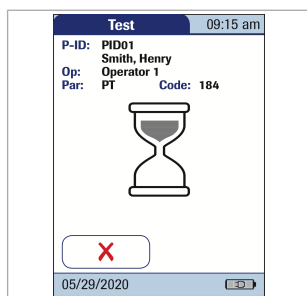 Test 09:15 am
P-ID: PID01
Smith, Henry
Op: Operator 1
Par: PT Code: 184
05/29/2020